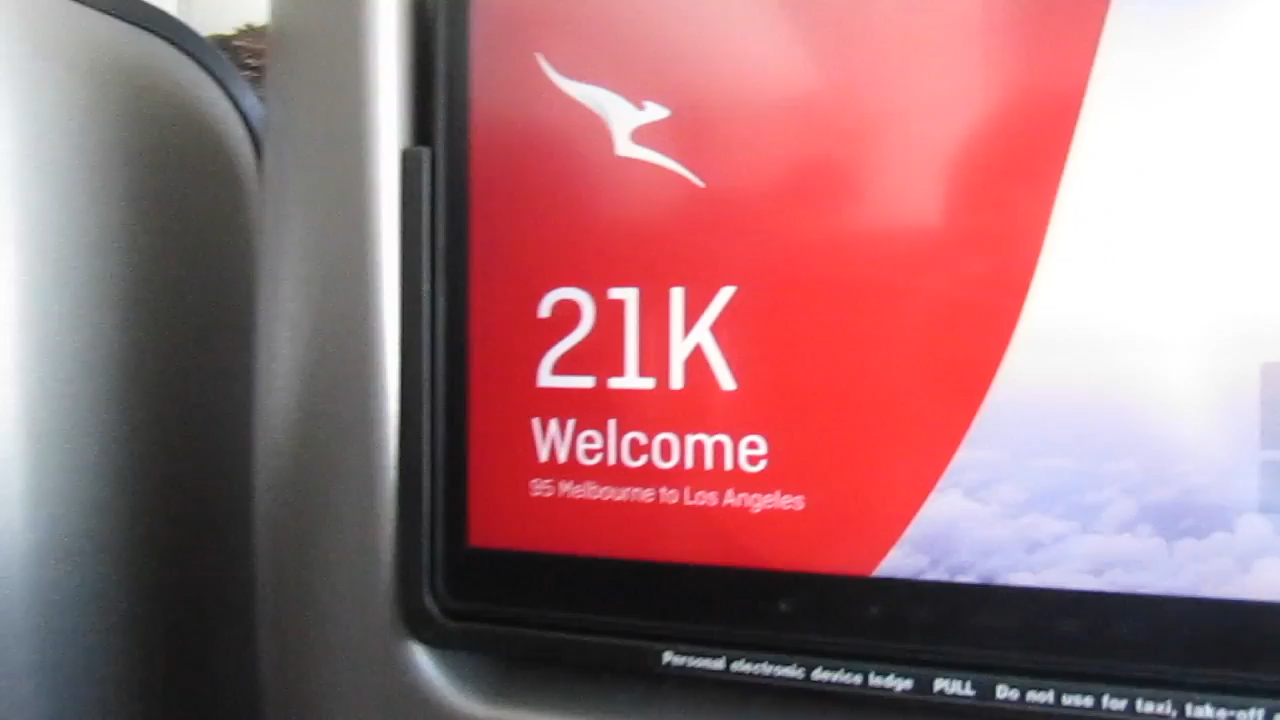 21K
Welcome
95 Melbourne to Los Angeles
Personal electronic device ledge PULL Do not use for taxi, take-off